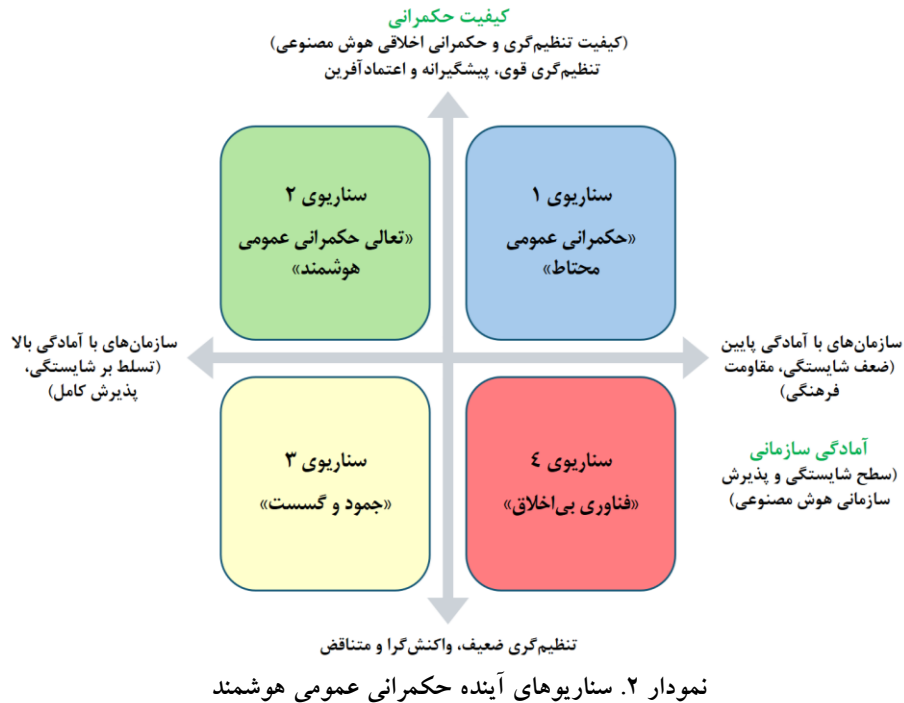 کیفیت حکمرانی
(کیفیت تنظیم‌گری و حکمرانی اخلاقی هوش مصنوعی)
تنظیم‌گری قوی، پیشگیرانه و اعتمادآفرین
سناریوی ۱
«حکمرانی عمومی
محتاط»
سناریوی ۲
«تعالی حکمرانی عمومی
هوشمند»
سازمان‌های با آمادگی پایین
(ضعف شایستگی، مقاومت
فرهنگی)
سازمان‌های با آمادگی بالا
(تسلط بر شایستگی،
پذیرش کامل)
آمادگی سازمانی
(سطح شایستگی و پذیرش
سازمانی هوش مصنوعی)
سناریوی ٤
«فناوری بی‌اخلاق»
سناریوی ۳
«جمود و گسست»
تنظیم‌گری ضعیف، واکنش‌گرا و متناقض
نمودار ۲. سناریوهای آینده حکمرانی عمومی هوشمند